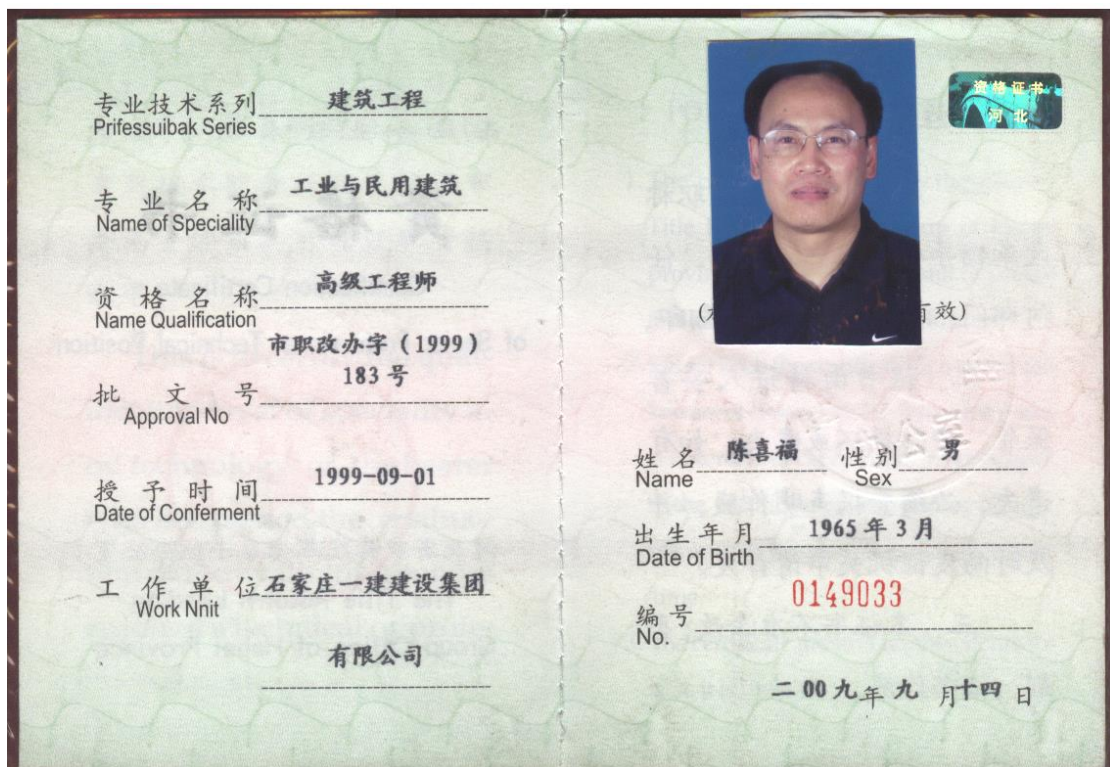 专业技术系列 建筑工程
Prifessuibak Series
专业名称 工业与民用建筑
Name of Speciality
资格名称 高级工程师
Name Qualification
市职改办字（1999）
批文号 183号
Approval No
授予时间 1999-09-01
Date of Conferment
工作单位 石家庄一建建设集团
Work Nnit
有限公司
资格证书
河北
有效)
姓名 陈喜福 性别 男
Name Sex
出生年月 1965年3月
Date of Birth
编号 0149033
No.
二00九年九月十四日